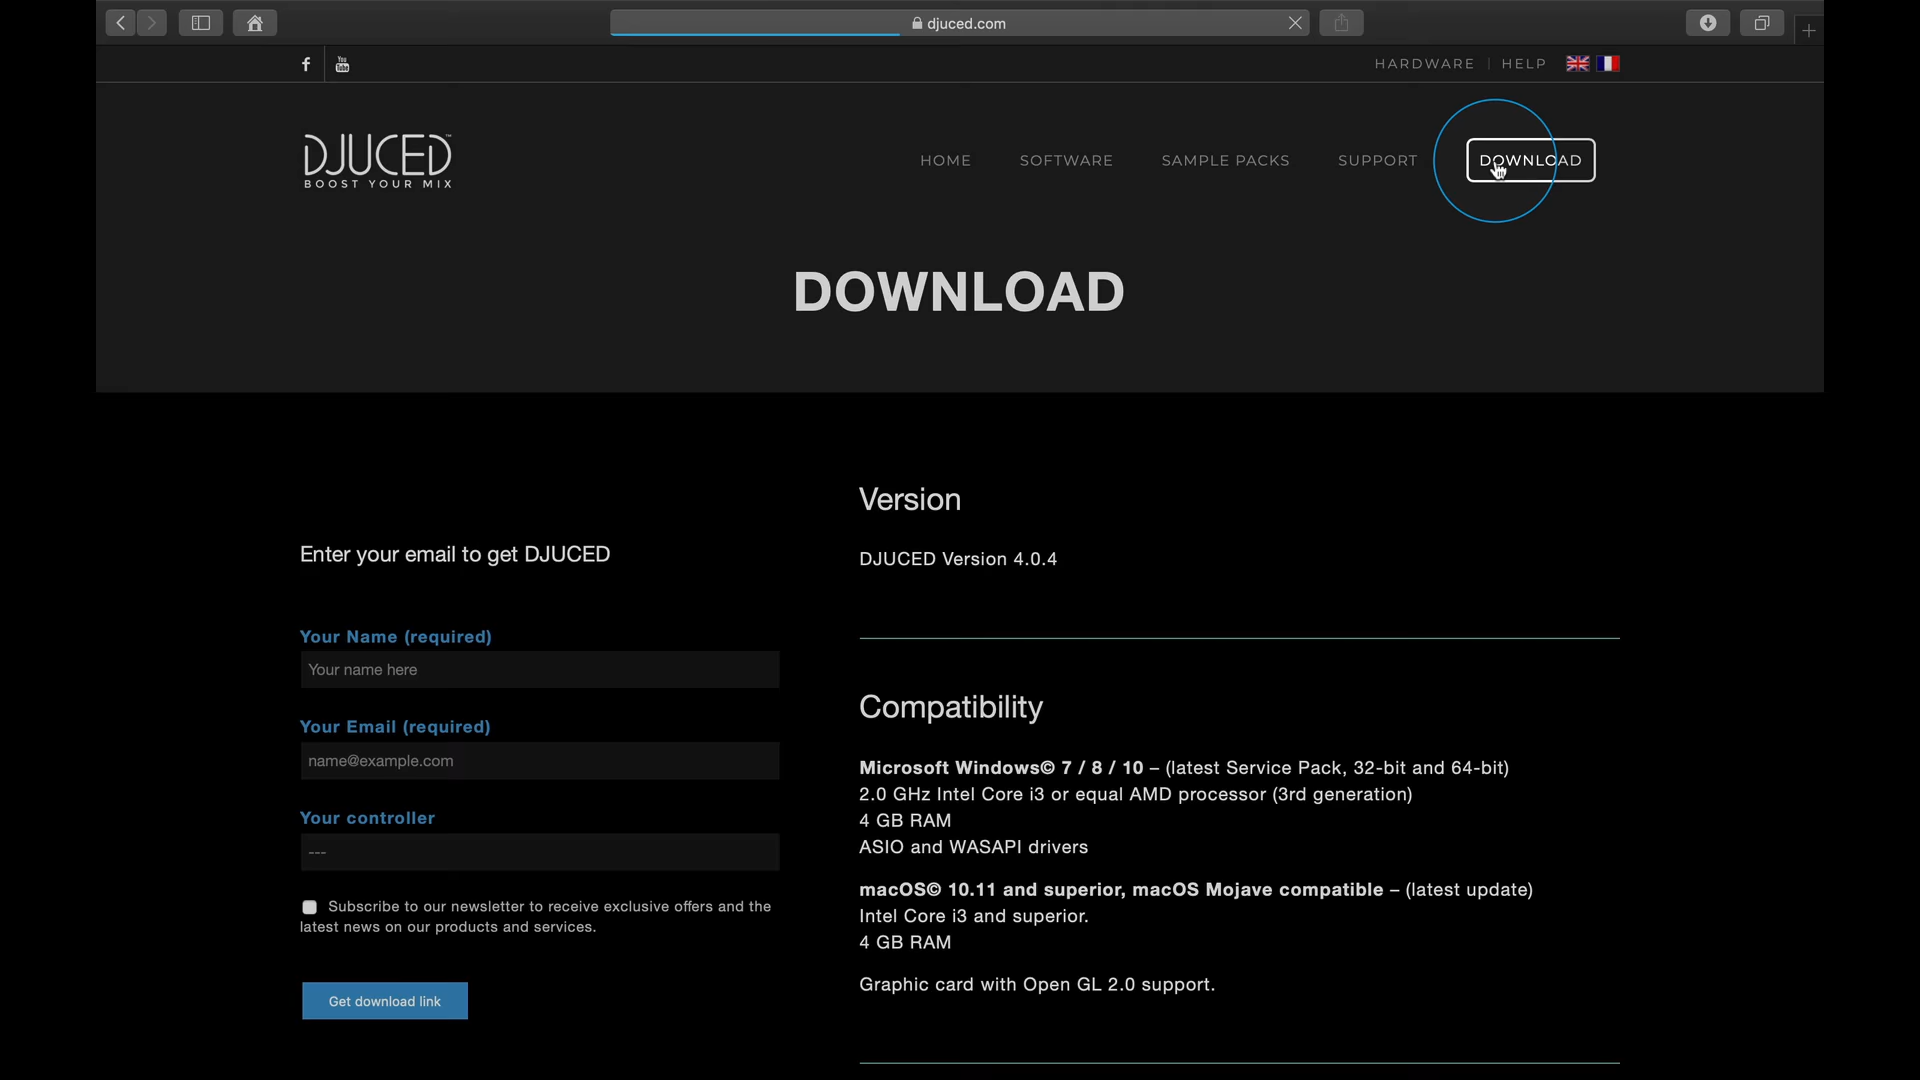 djuced.com
f
You Tube
HARDWARE | HELP
DJUCED™
BOOST YOUR MIX
HOME SOFTWARE SAMPLE PACKS SUPPORT DOWNLOAD
DOWNLOAD
Enter your email to get DJUCED
Your Name (required)
Your name here
Your Email (required)
name@example.com
Your controller
---
Subscribe to our newsletter to receive exclusive offers and the
latest news on our products and services.
Get download link
Version
DJUCED Version 4.0.4
Compatibility
Microsoft Windows© 7 / 8 / 10 – (latest Service Pack, 32-bit and 64-bit)
2.0 GHz Intel Core i3 or equal AMD processor (3rd generation)
4 GB RAM
ASIO and WASAPI drivers
macOS© 10.11 and superior, macOS Mojave compatible – (latest update)
Intel Core i3 and superior.
4 GB RAM
Graphic card with Open GL 2.0 support.